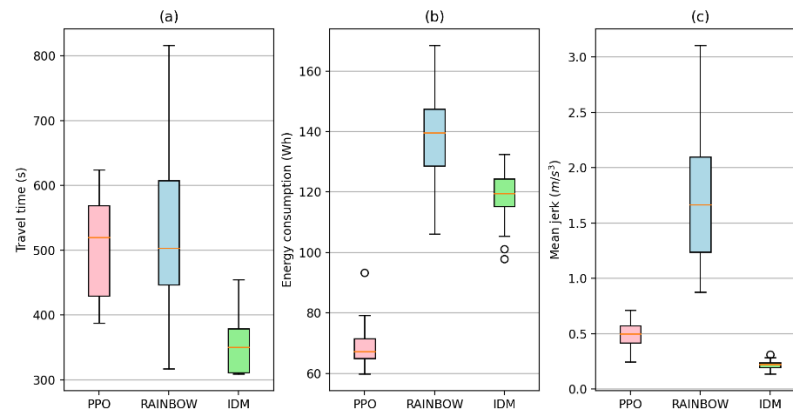 (a)
Travel time (s)
800
700
600
500
400
300
PPO RAINBOW IDM
(b)
Energy consumption (Wh)
160
140
120
100
80
60
PPO RAINBOW IDM
(c)
Mean jerk (m/s³)
3.0
2.5
2.0
1.5
1.0
0.5
0.0
PPO RAINBOW IDM